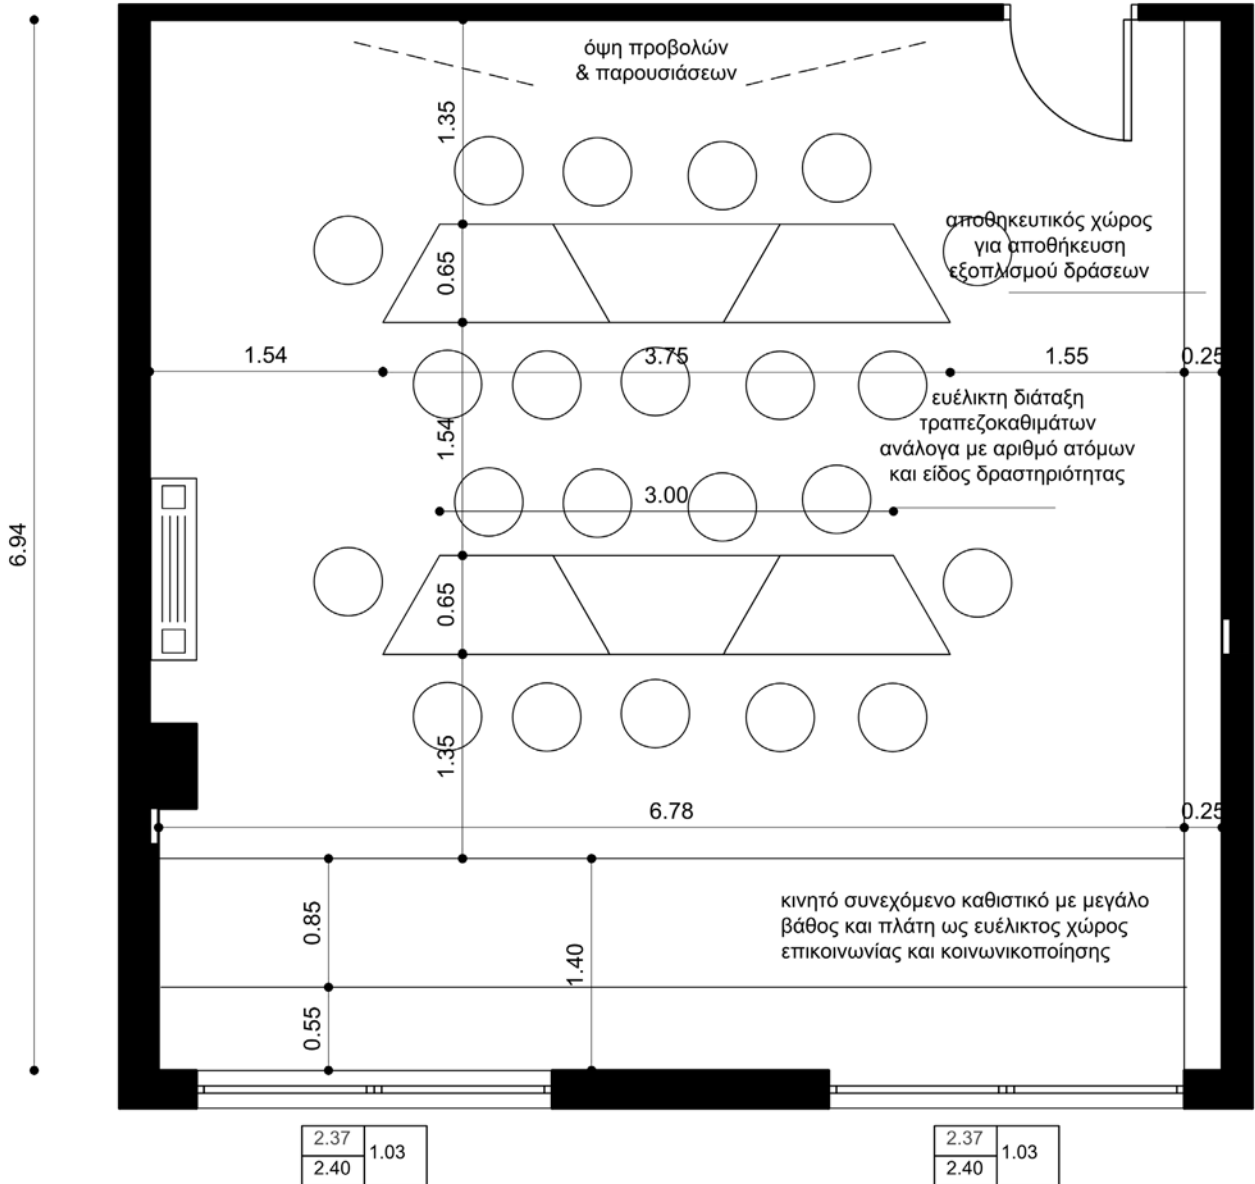 όψη προβολών
& παρουσιάσεων
1.35
αποθηκευτικός χώρος
για αποθήκευση
εξοπλισμού δράσεων
0.65
1.54
3.75
1.55
0.25
ευέλικτη διάταξη
τραπεζοκαθιμάτων
ανάλογα με αριθμό ατόμων
και είδος δραστηριότητας
1.54
3.00
6.94
0.65
1.35
6.78
0.25
κινητό συνεχόμενο καθιστικό με μεγάλο
βάθος και πλάτη ως ευέλικτος χώρος
επικοινωνίας και κοινωνικοποίησης
0.85
1.40
0.55
2.37
1.03
2.40
2.37
1.03
2.40